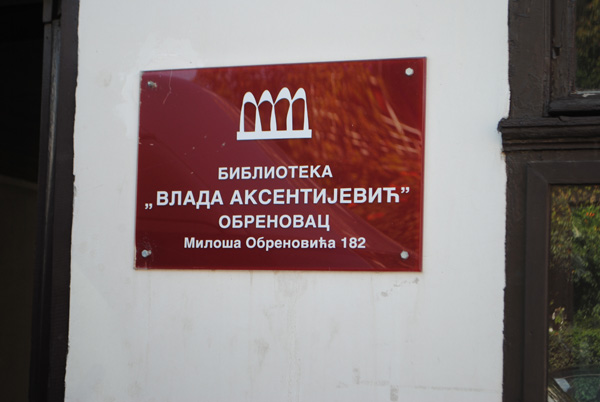 БИБЛИОТЕКА
„ВЛАДА АКСЕНТИЈЕВИЋ”
ОБРЕНОВАЦ
Милоша Обреновића 182